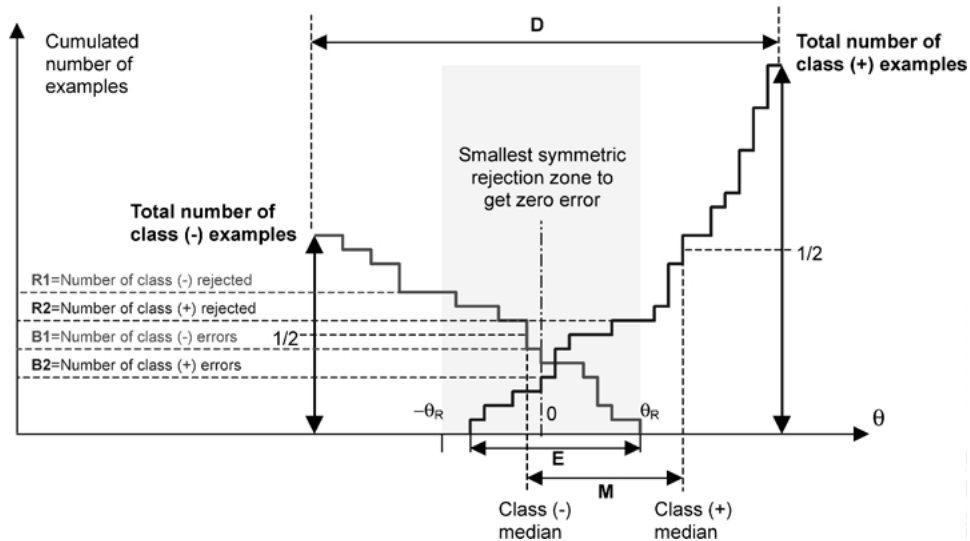 Cumulated
number of
examples
D
Total number of
class (+) examples
Smallest symmetric
rejection zone to
get zero error
Total number of
class (-) examples
1/2
R1=Number of class (-) rejected
R2=Number of class (+) rejected
B1=Number of class (-) errors
1/2
B2=Number of class (+) errors
−θR
0
θR
θ
E
M
Class (-)
median
Class (+)
median